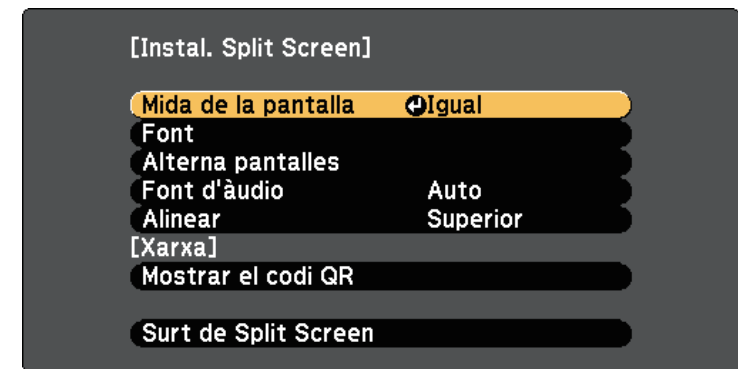 [Instal. Split Screen]
Mida de la pantalla Igual
Font
Alterna pantalles
Font d'àudio Auto
Alinear Superior
[Xarxa]
Mostrar el codi QR
Surt de Split Screen